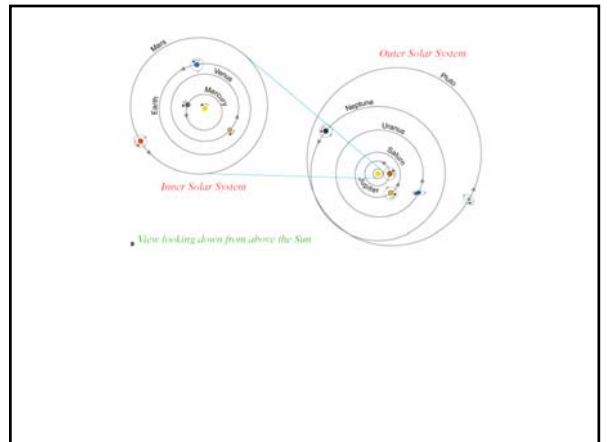 Outer Solar System
Mars
Pluto
Venus
Mercury
Earth
Neptune
Uranus
Saturn
Jupiter
Inner Solar System
View looking down from above the Sun